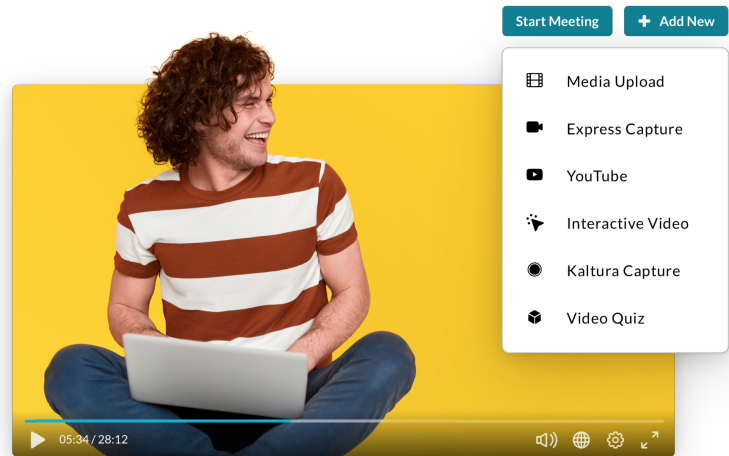 Start Meeting
Add New
Media Upload
Express Capture
YouTube
Interactive Video
Kaltura Capture
Video Quiz
05:34 / 28:12